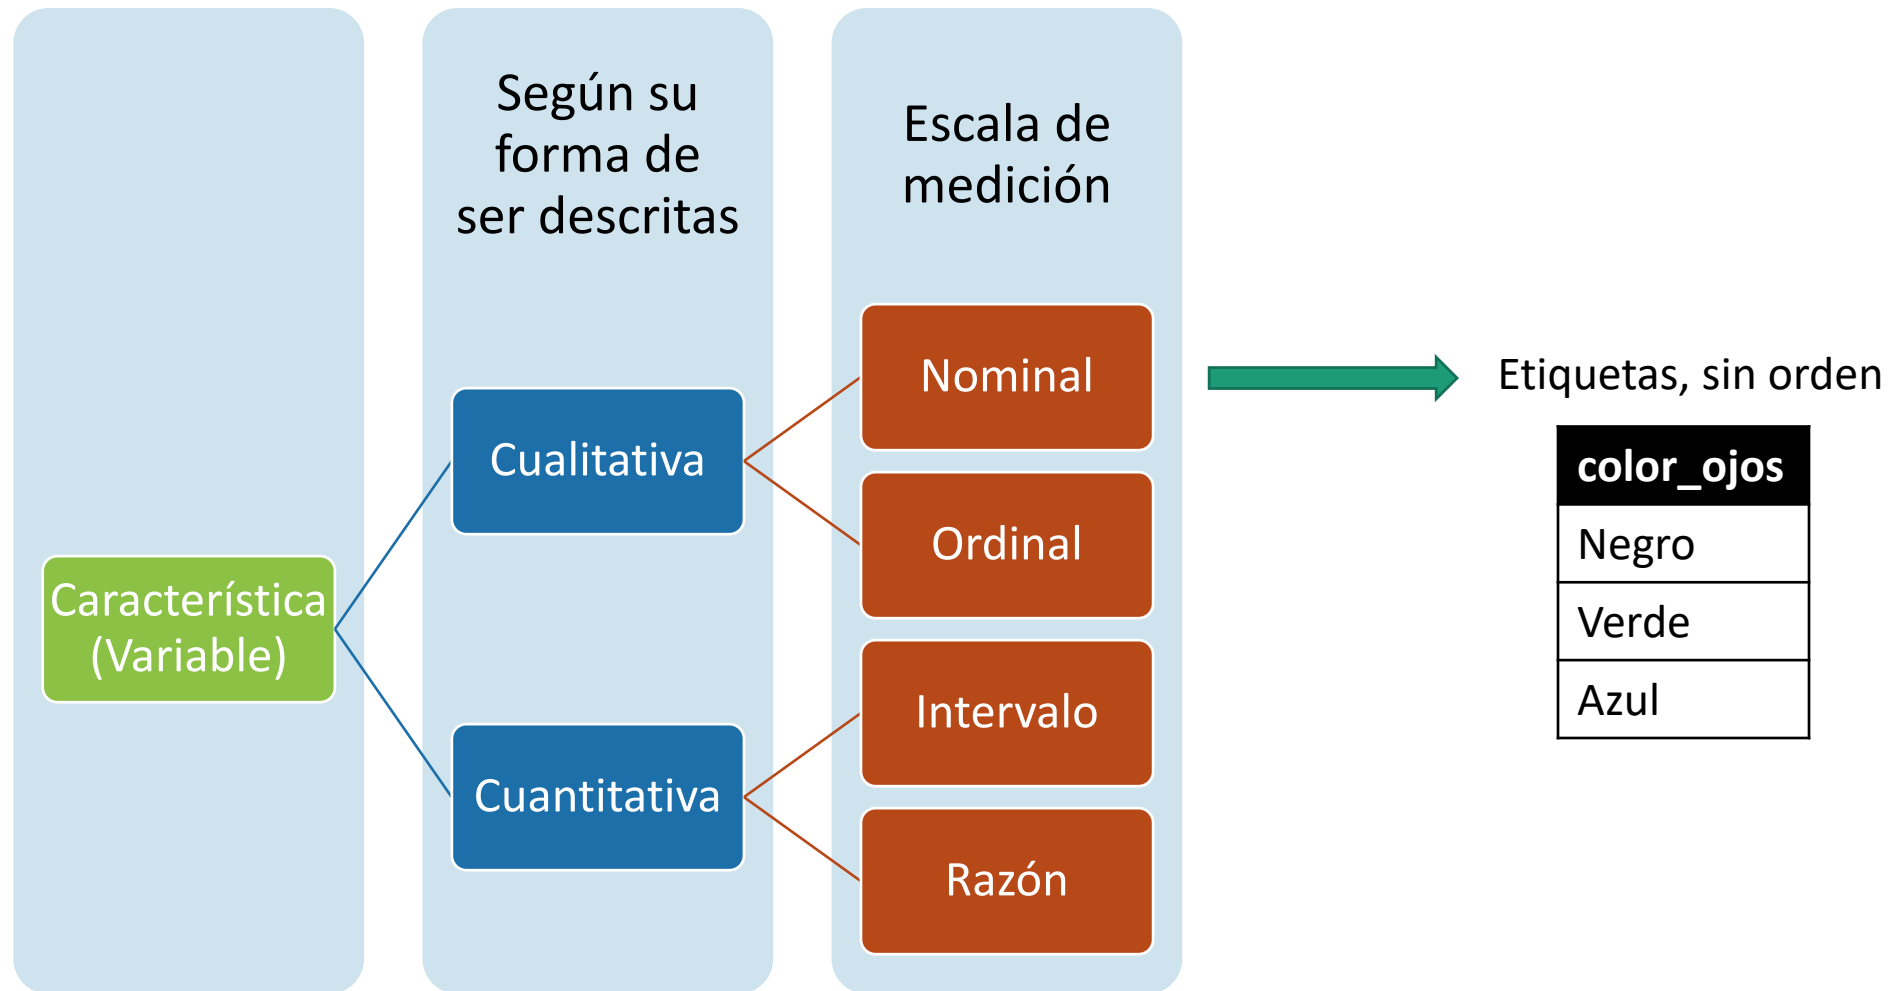 Según su
forma de
ser descritas
Escala de
medición
Característica
(Variable)
Cualitativa
Cuantitativa
Nominal
Ordinal
Intervalo
Razón
Etiquetas, sin orden
color_ojos
Negro
Verde
Azul